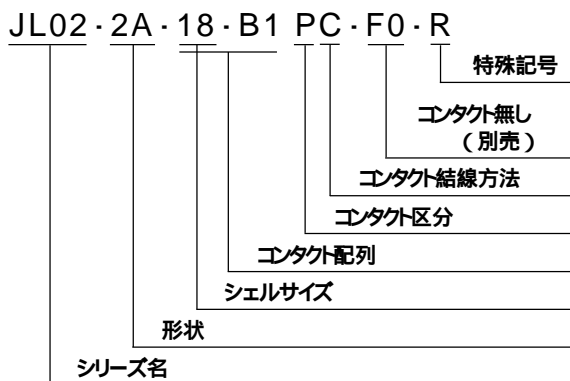 JL02-2A-18-B1PC-F0-R
特殊記号
コンタクト無し
(別売)
コンタクト結線方法
コンタクト区分
コンタクト配列
シェルサイズ
形状
シリーズ名